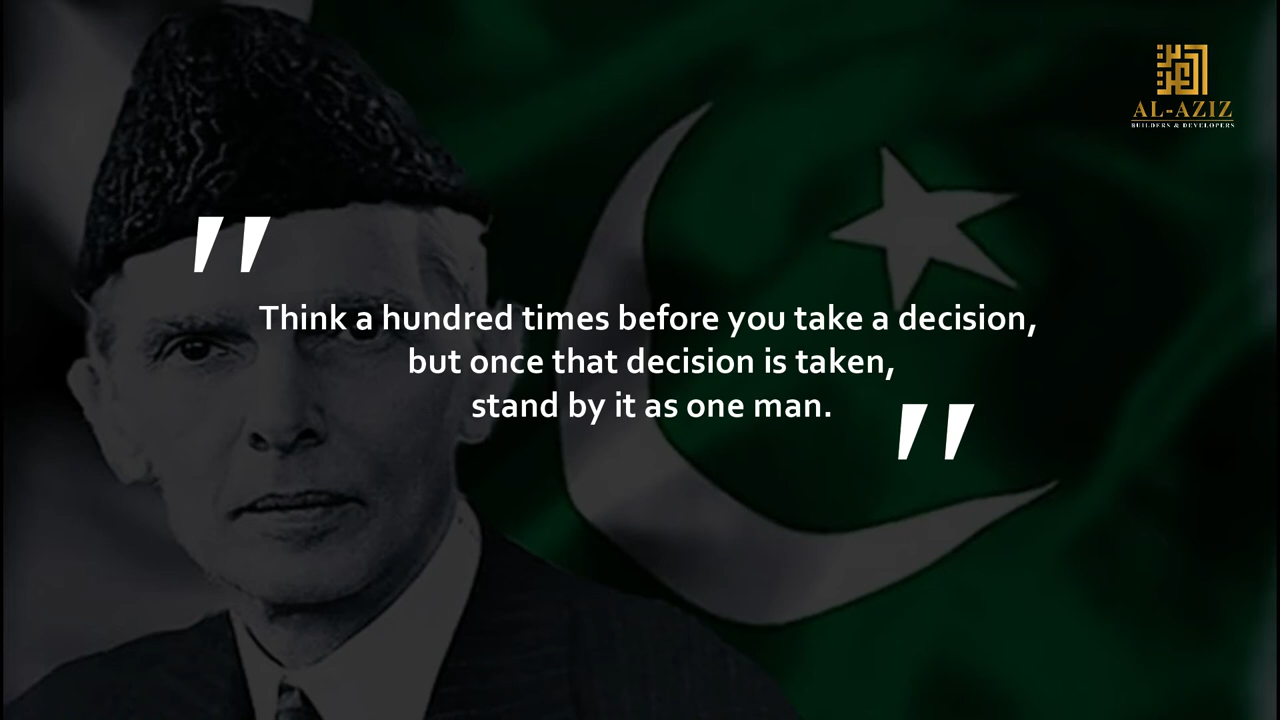 AL-AZIZ
BUILDERS & DEVELOPERS
"
Think a hundred times before you take a decision,
but once that decision is taken,
stand by it as one man.
"